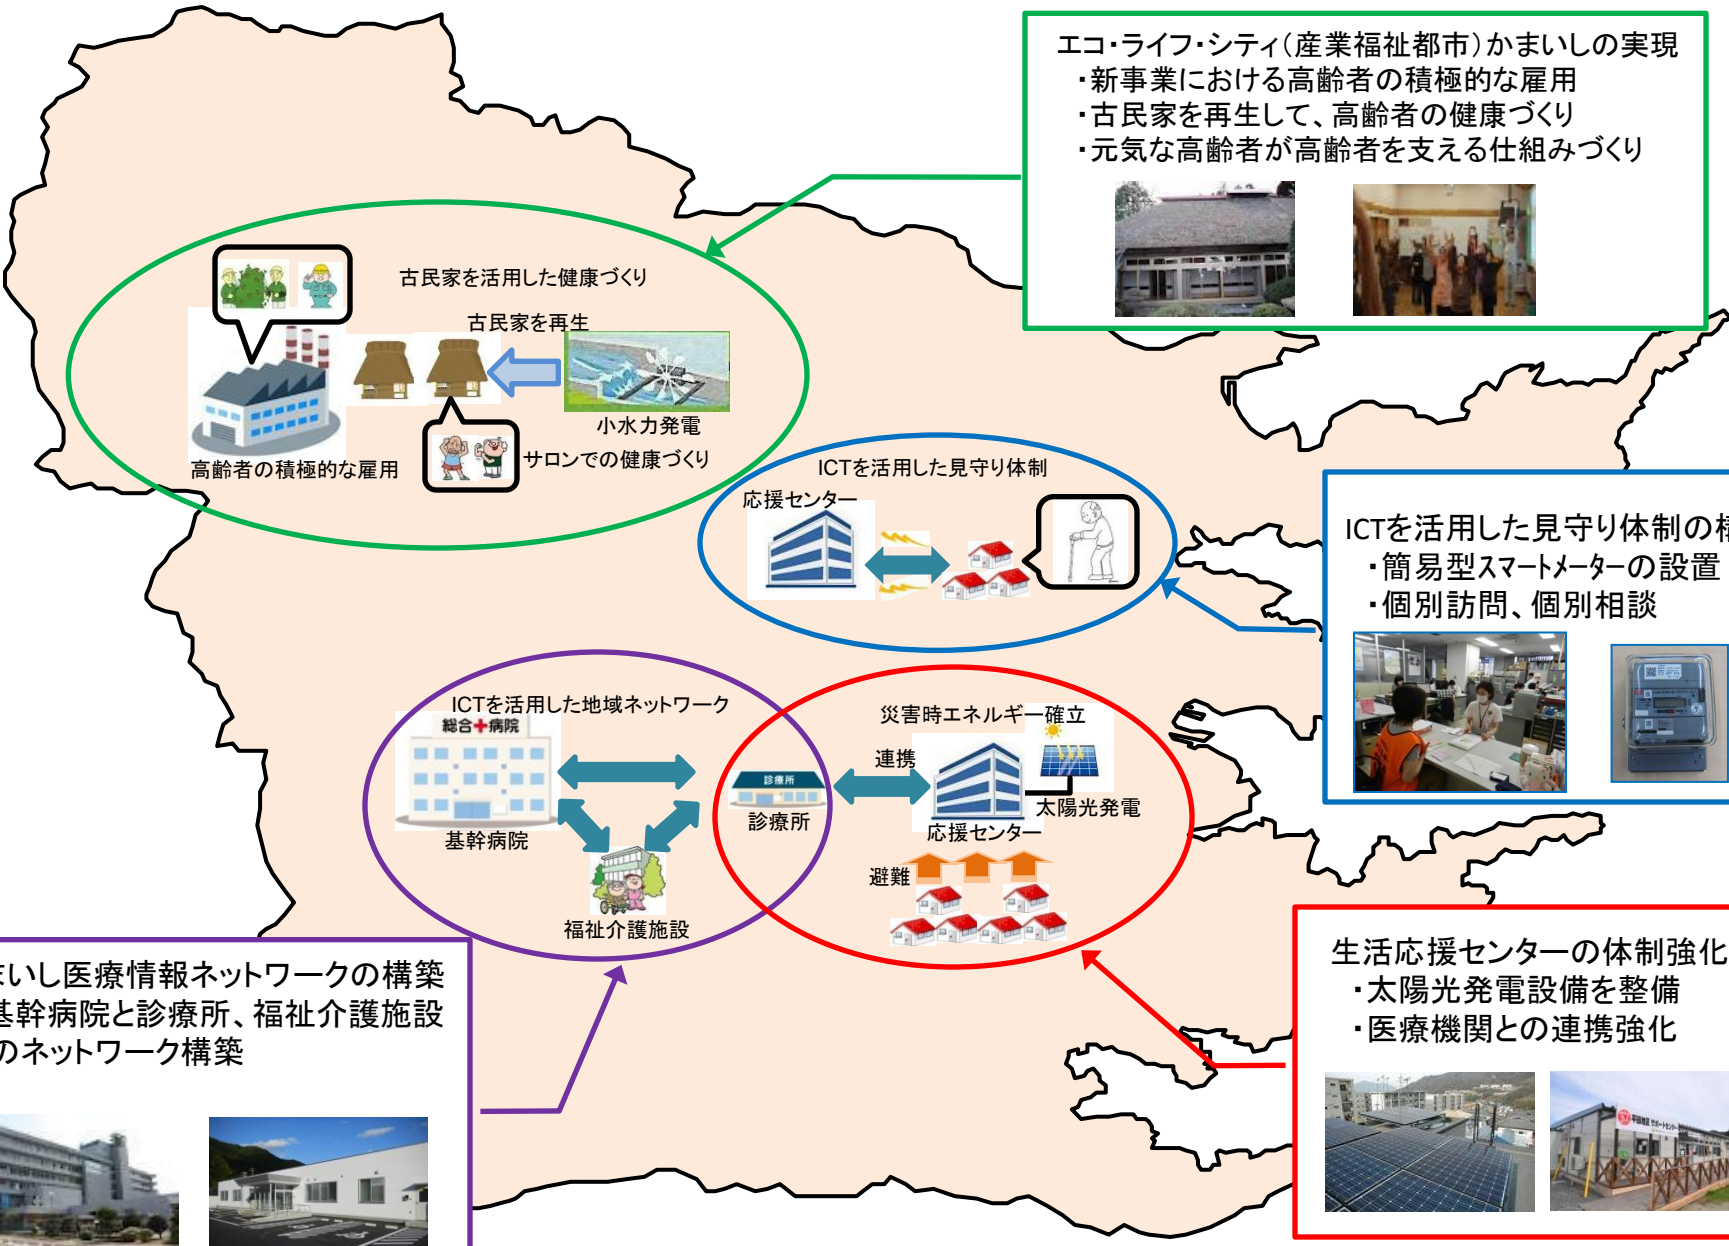 エコ・ライフ・シティ(産業福祉都市)かまいしの実現
・新事業における高齢者の積極的な雇用
・古民家を再生して、高齢者の健康づくり
・元気な高齢者が高齢者を支える仕組みづくり
古民家を活用した健康づくり
古民家を再生
小水力発電
高齢者の積極的な雇用
サロンでの健康づくり
ICTを活用した見守り体制
応援センター
ICTを活用した見守り体制の
・簡易型スマートメーターの設置
・個別訪問、個別相談
ICTを活用した地域ネットワーク
総合+病院
基幹病院
診療所
診療所
福祉介護施設
災害時エネルギー確立
連携
太陽光発電
応援センター
避難
まいし医療情報ネットワークの構築
基幹病院と診療所、福祉介護施設
のネットワーク構築
生活応援センターの体制強化
・太陽光発電設備を整備
・医療機関との連携強化
平田地区 サポートセンター